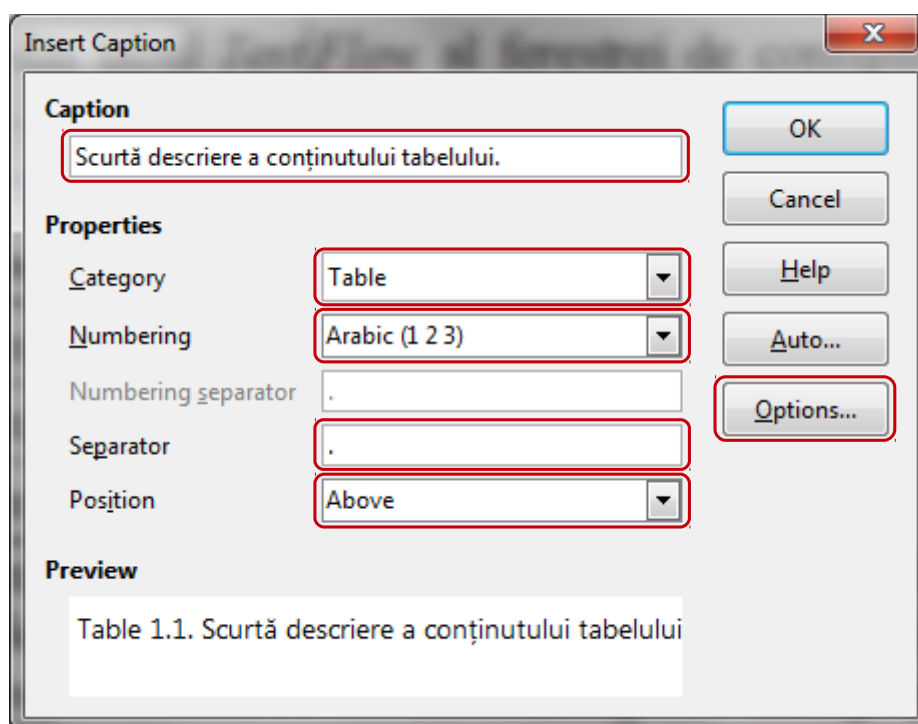 Insert Caption
Caption
Scurtă descriere a conținutului tabelului.
OK
Cancel
Properties
Category
Table
Help
Numbering
Arabic (1 2 3)
Auto...
Numbering separator
.
Options...
Separator
.
Position
Above
Preview
Table 1.1. Scurtă descriere a conținutului tabelului